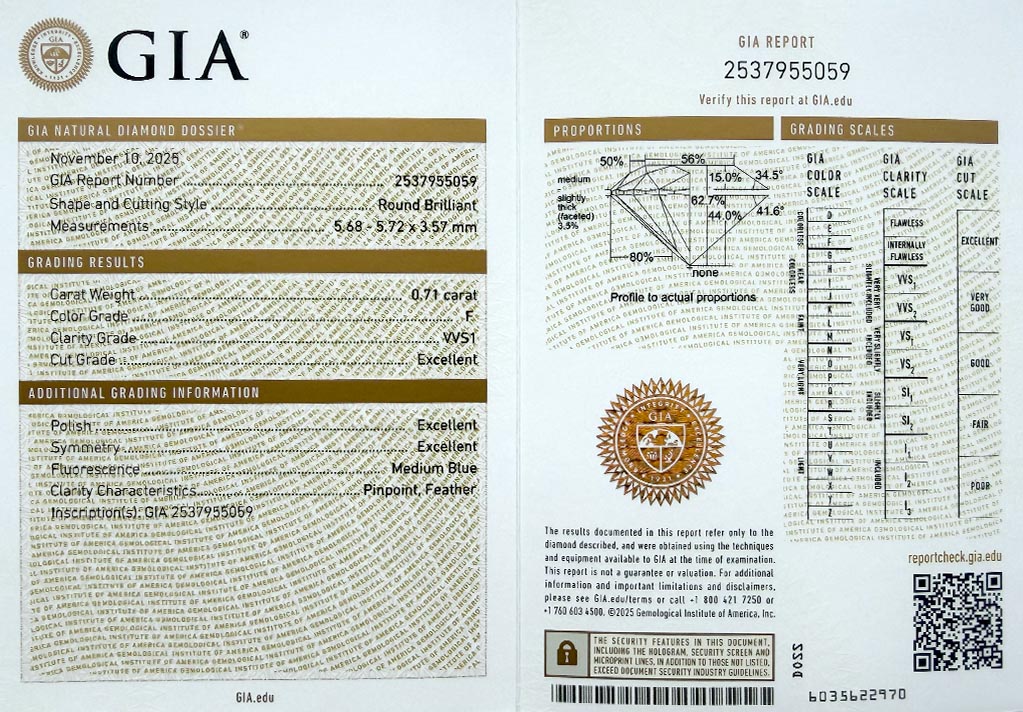 GIA®
GIA NATURAL DIAMOND DOSSIER®
November 10, 2025
GIA Report Number 2537955059
Shape and Cutting Style Round Brilliant
Measurements 5.68 - 5.72 x 3.57 mm
GRADING RESULTS
Carat Weight 0.71 carat
Color Grade F
Clarity Grade VVS1
Cut Grade Excellent
ADDITIONAL GRADING INFORMATION
Polish Excellent
Symmetry Excellent
Fluorescence Medium Blue
Clarity Characteristics Pinpoint, Feather
Inscription(s): GIA 2537955059
GIA.edu
GIA REPORT
2537955059
Verify this report at GIA.edu
PROPORTIONS
50%
56%
medium
15.0%
34.5°
slightly
thick
(faceted)
3.5%
62.7%
44.0%
41.6°
80%
none
Profile to actual proportions
GIA
The results documented in this report refer only to the
diamond described, and were obtained using the techniques
and equipment available to GIA at the time of examination.
This report is not a guarantee or valuation. For additional
information and important limitations and disclaimers,
please see GIA.edu/terms or call +1 800 421 7250 or
+1 760 603 4500. ©2025 Gemological Institute of America, Inc.
THE SECURITY FEATURES IN THIS DOCUMENT,
INCLUDING THE HOLOGRAM, SECURITY SCREEN AND
MICROPRINT LINES, IN ADDITION TO THOSE NOT LISTED,
EXCEED DOCUMENT SECURITY INDUSTRY GUIDELINES.
GRADING SCALES
GIA
COLOR
SCALE
COLORLESS
D
E
F
NEAR COLORLESS
G
H
I
J
FAINT
K
L
M
VERY LIGHT
N
O
P
Q
R
LIGHT
S
T
U
V
W
X
Y
Z
GIA
CLARITY
SCALE
FLAWLESS
INTERNALLY
FLAWLESS
VERY VERY
SLIGHTLY INCLUDED
VVS1
VVS2
VERY SLIGHTLY
INCLUDED
VS1
VS2
SLIGHTLY
INCLUDED
SI1
SI2
INCLUDED
I1
I2
I3
GIA
CUT
SCALE
EXCELLENT
VERY
GOOD
GOOD
FAIR
POOR
reportcheck.gia.edu
D022
6035622970